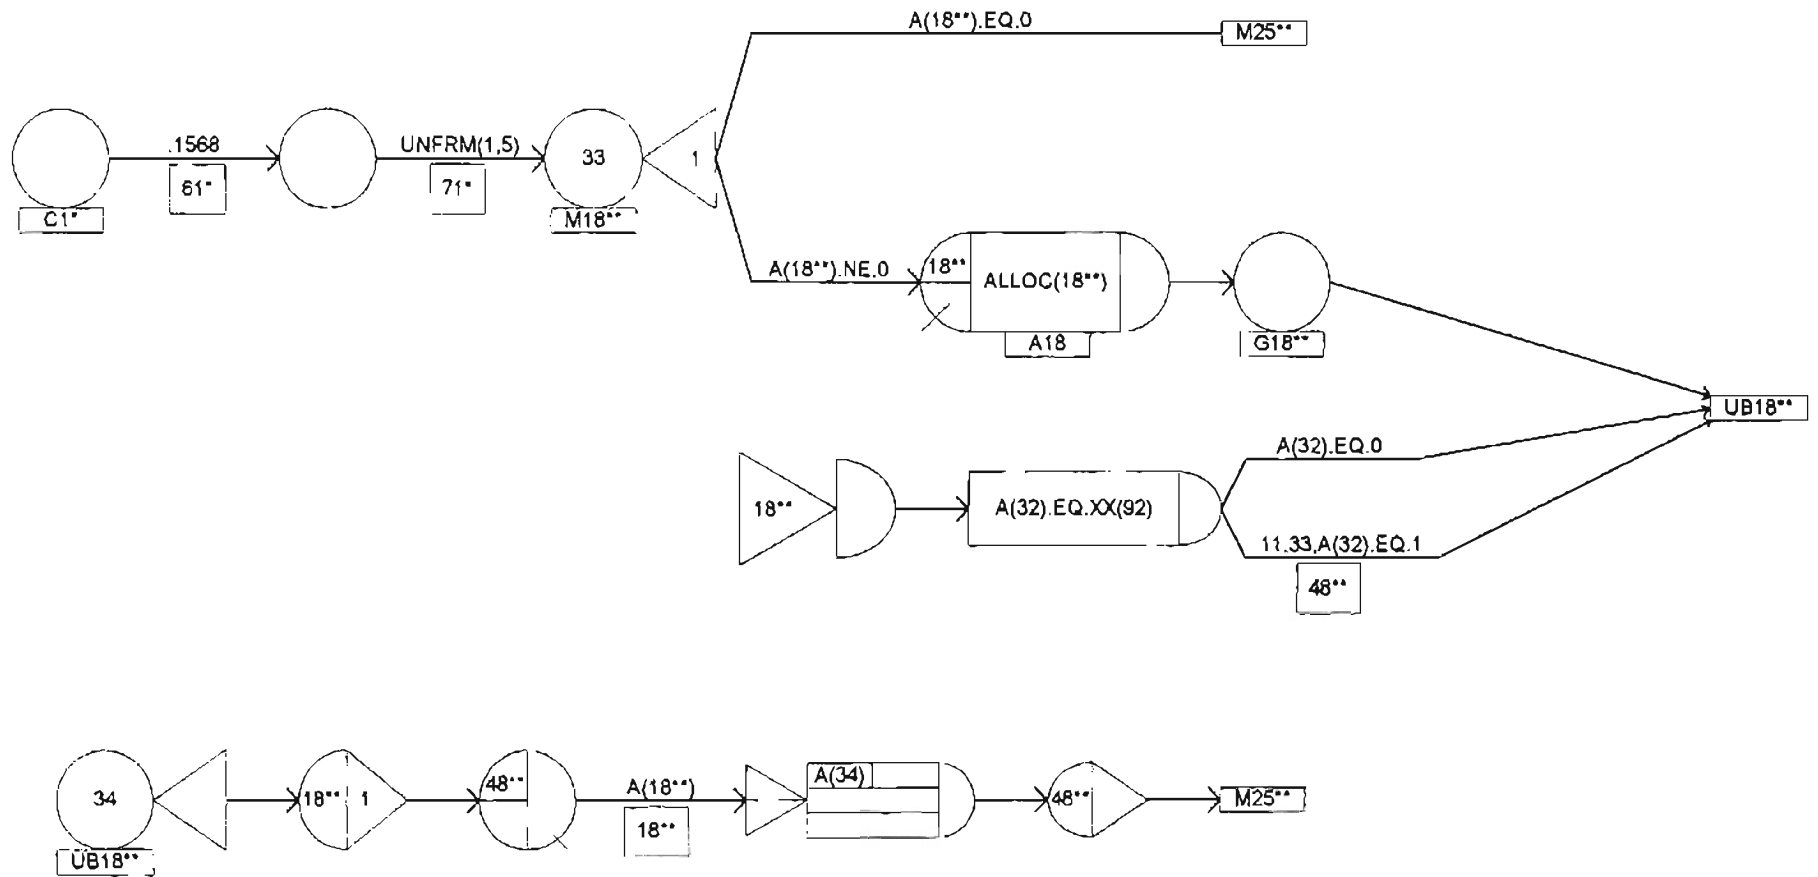 A(18**).EQ.0
M25**
.1568
UNFRM(1,5)
33
1
61*
71*
C1*
M18**
A(18**).NE.0
18**
ALLOC(18**)
A18
G18**
UB18**
A(32).EQ.0
18**
A(32).EQ.XX(92)
11.33,A(32).EQ.1
48**
34
18**
1
48**
A(18**)
18**
A(34)
48**
M25**
UB18**